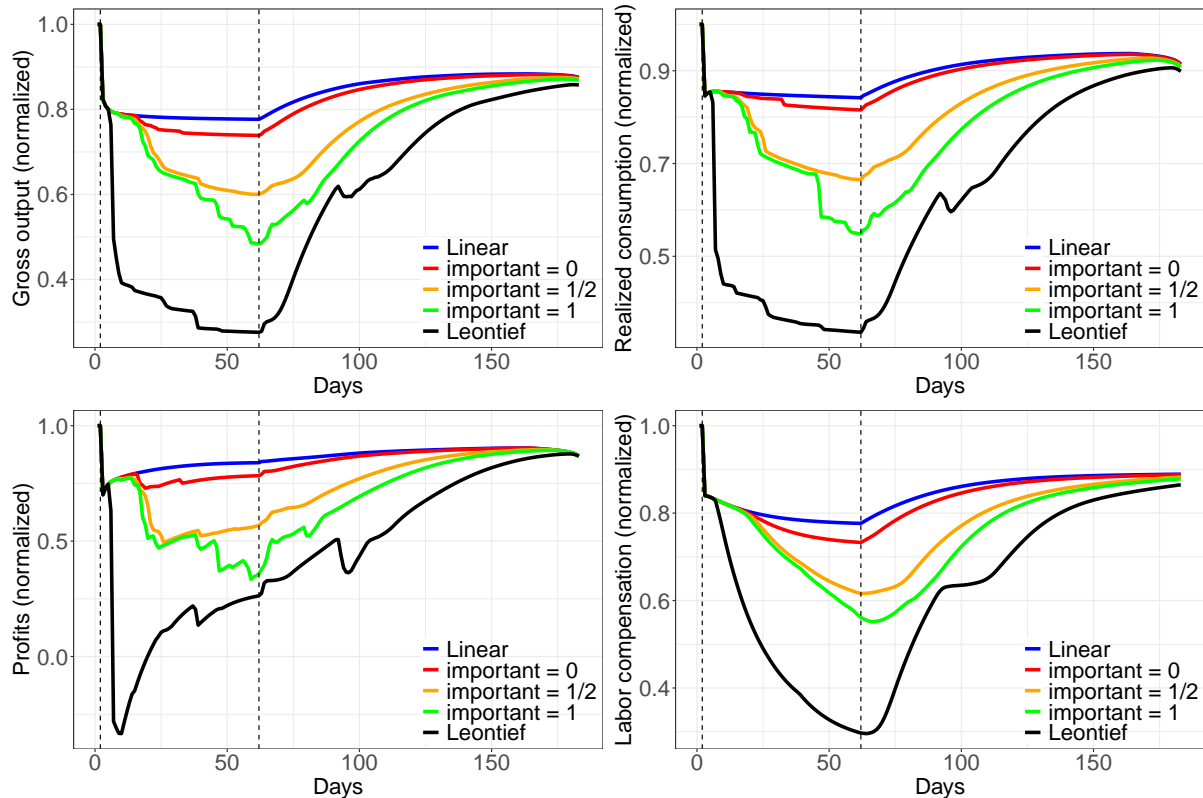 Gross output (normalized)
1.0
0.8
0.6
0.4
Linear
important = 0
important = 1/2
important = 1
Leontief
0 50 100 150
Days
Realized consumption (normalized)
0.9
0.7
0.5
Linear
important = 0
important = 1/2
important = 1
Leontief
0 50 100 150
Days
Profits (normalized)
1.0
0.5
0.0
Linear
important = 0
important = 1/2
important = 1
Leontief
0 50 100 150
Days
Labor compensation (normalized)
1.0
0.8
0.6
0.4
Linear
important = 0
important = 1/2
important = 1
Leontief
0 50 100 150
Days